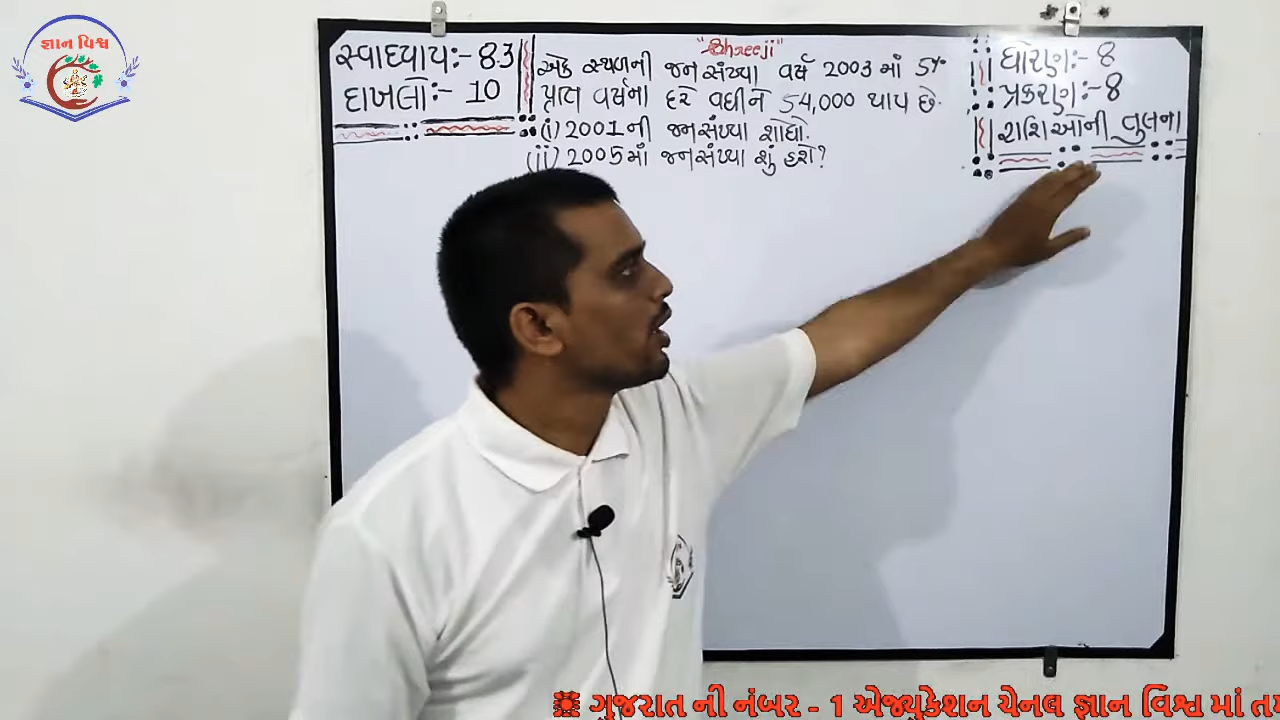 જ્ઞાન વિશ્વ
સ્વાધ્યાય:- 8.3
દાખલો:- 10
"Shreeji"
એક સ્થળની જનસંખ્યા વર્ષ 2003 માં 5%
પ્રતિ વર્ષના દરે વધીને 54,000 થાય છે.
(i) 2001 ની જનસંખ્યા શોધો.
(ii) 2005 માં જનસંખ્યા શું હશે?
ધોરણ:- 8
પ્રકરણ:- 8
રાશિઓની તુલના
ગુજરાત ની નંબર - 1 એજ્યુકેશન ચેનલ જ્ઞાન વિશ્વ માં તમ